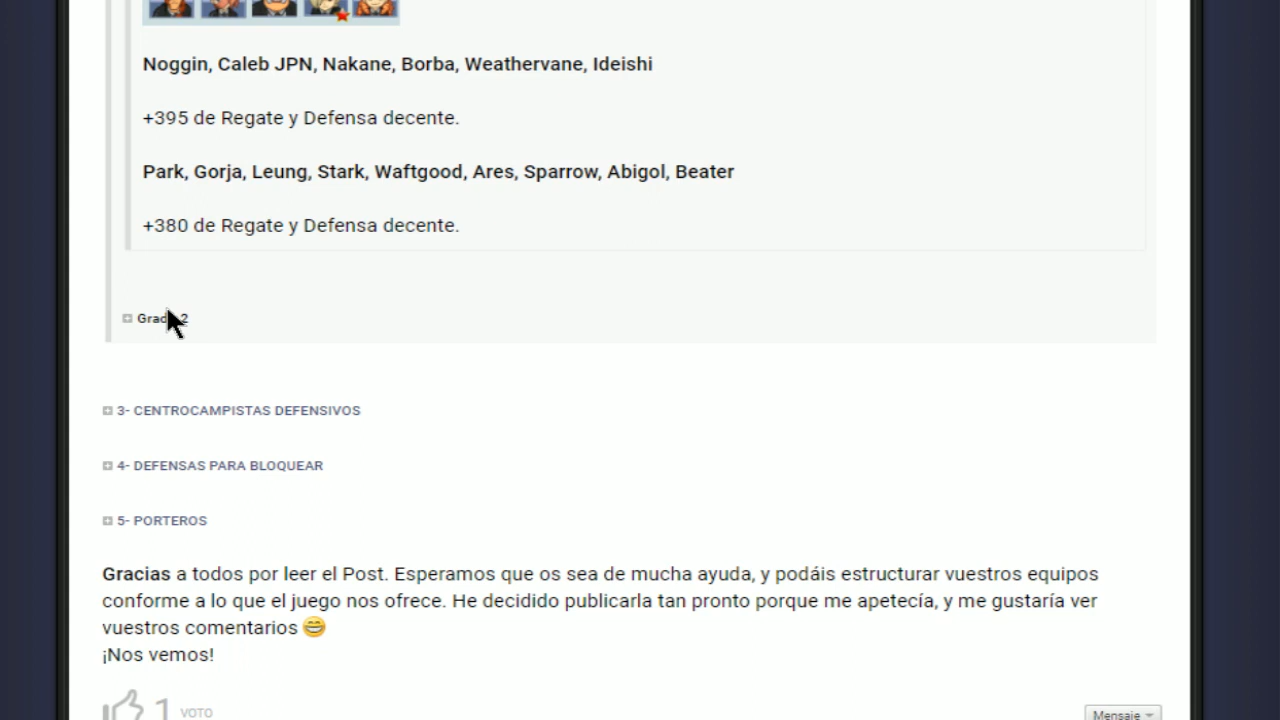 Noggin, Caleb JPN, Nakane, Borba, Weathervane, Ideishi
+395 de Regate y Defensa decente.
Park, Gorja, Leung, Stark, Waftgood, Ares, Sparrow, Abigol, Beater
+380 de Regate y Defensa decente.
2
3- CENTROCAMPISTAS DEFENSIVOS
4- DEFENSAS PARA BLOQUEAR
5- PORTEROS
Gracias a todos por leer el Post. Esperamos que os sea de mucha ayuda, y podáis estructurar vuestros equipos
conforme a lo que el juego nos ofrece. He decidido publicarla tan pronto porque me apetecía, y me gustaría ver
vuestros comentarios 😄
¡Nos vemos!
1 VOTO
Mensaje